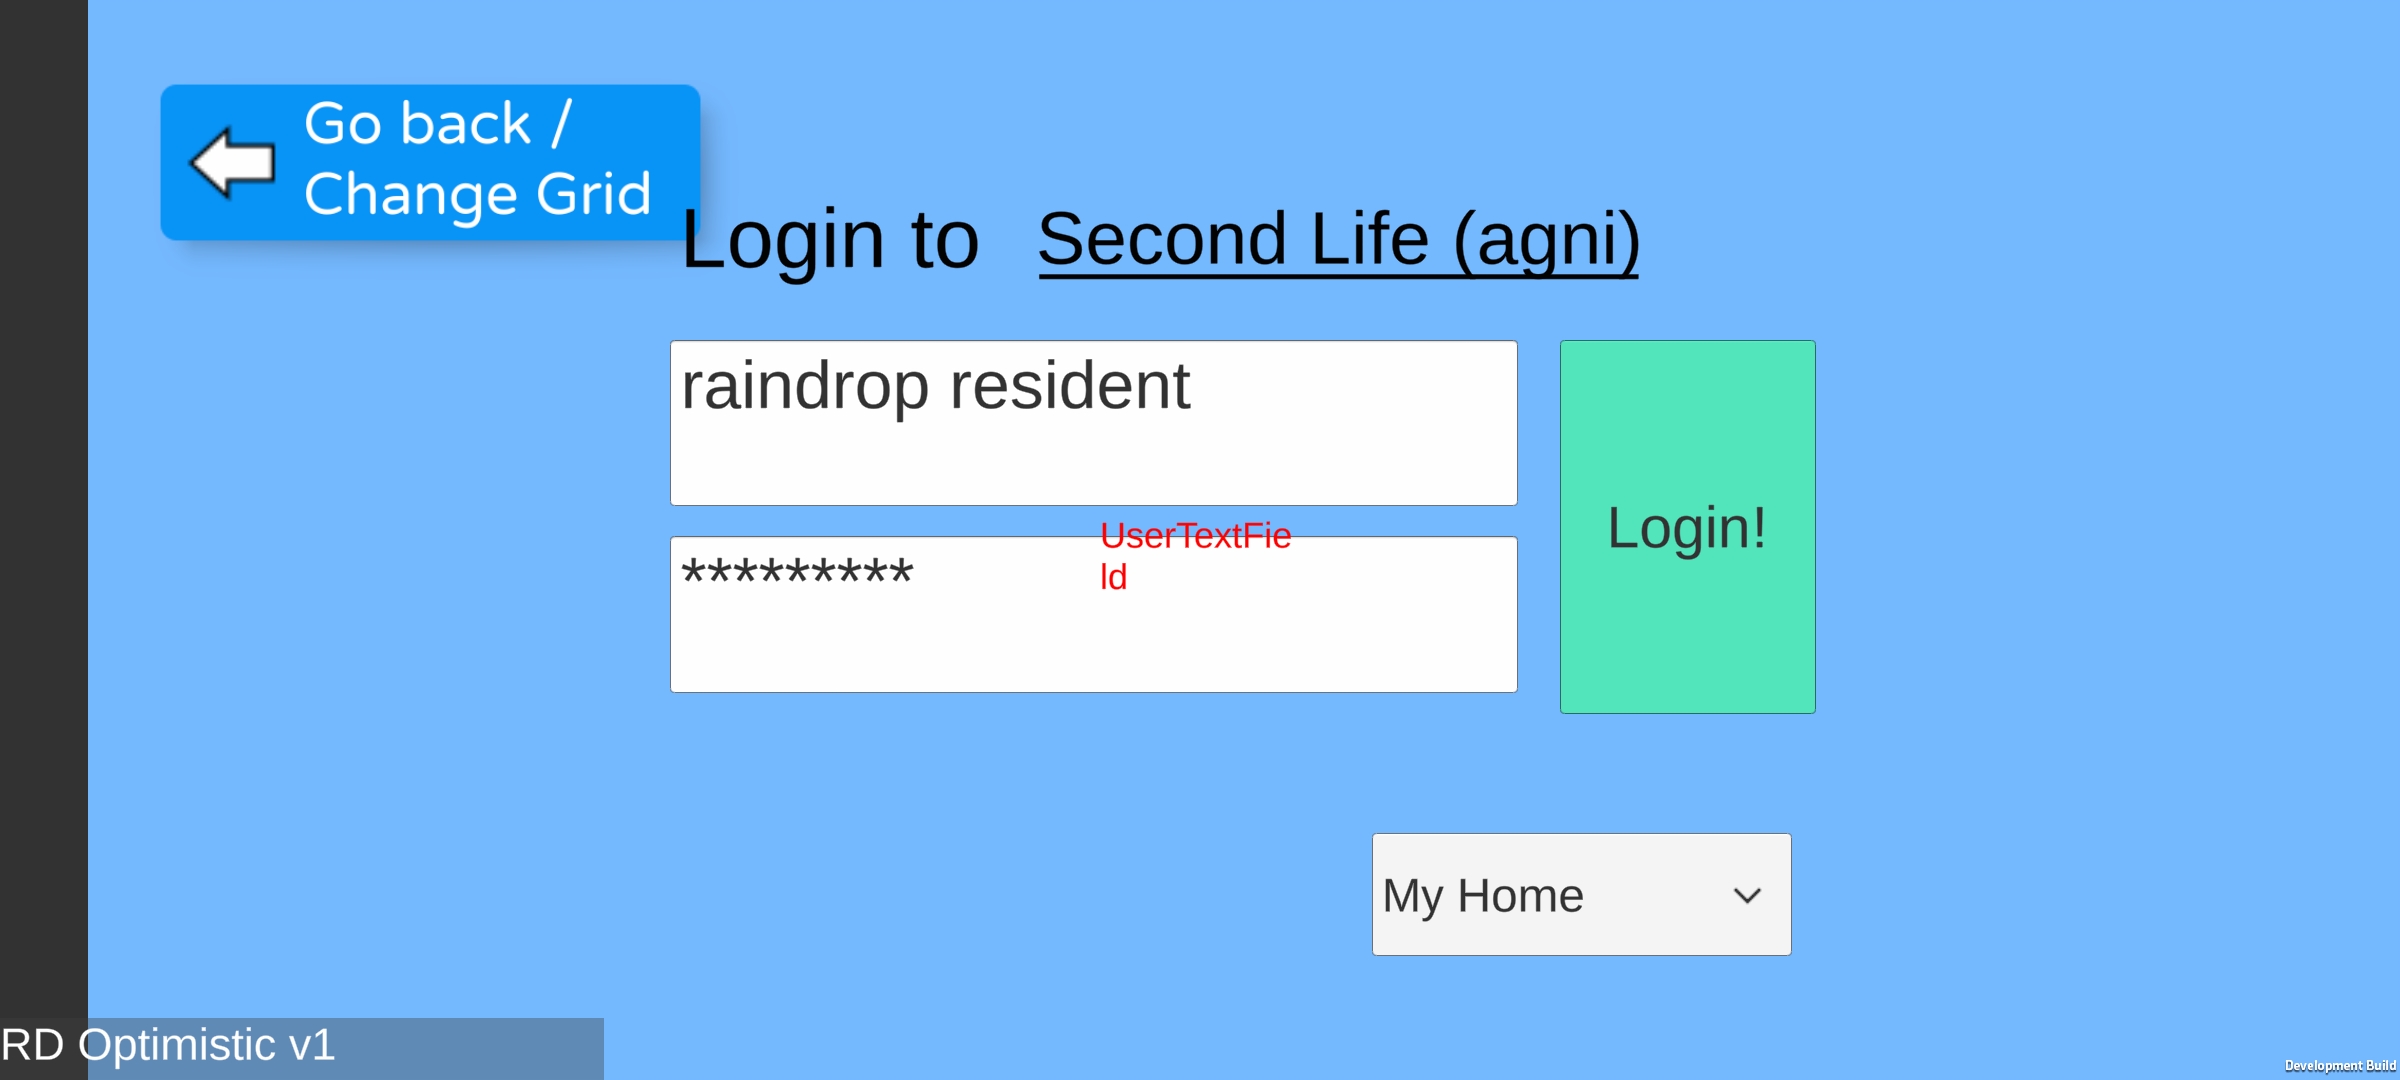 Go back /
Change Grid
Login to Second Life (agni)
raindrop resident
UserTextFie
ld
*********
Login!
My Home
RD Optimistic v1
Development Build